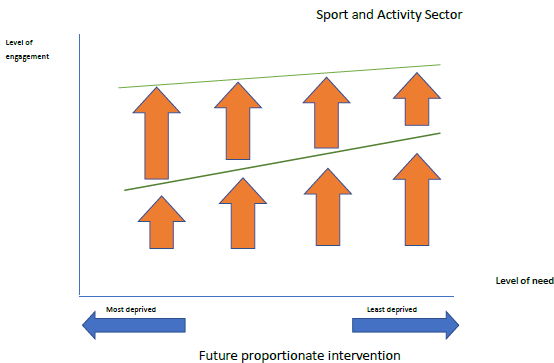 Sport and Activity Sector
Level of
engagement
Level of need
Most deprived
Least deprived
Future proportionate intervention